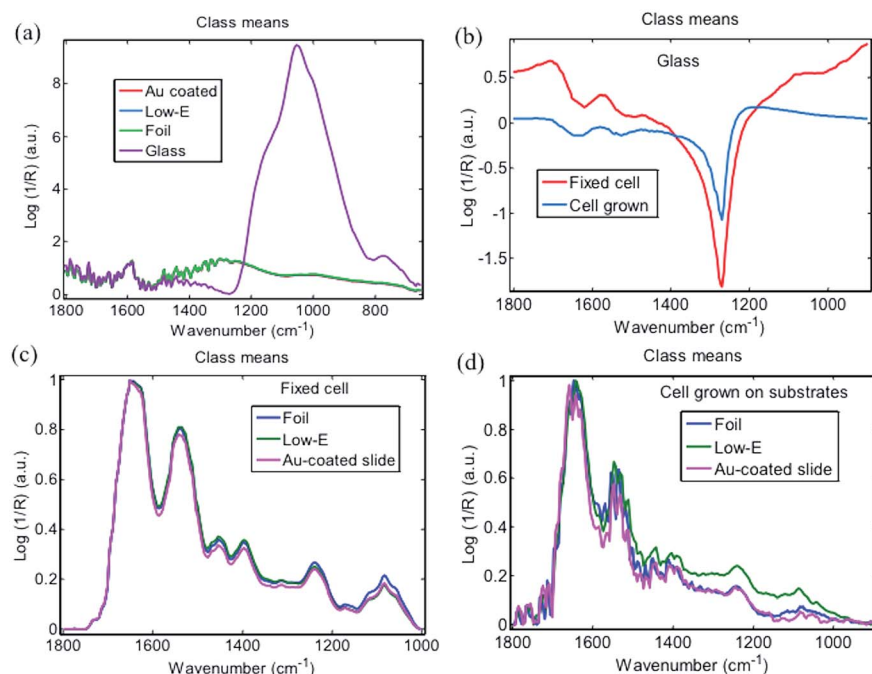 (a)
Class means
Log (1/R) (a.u.)
8
6
4
2
0
Au coated
Low-E
Foil
Glass
1800 1600 1400 1200 1000 800
Wavenumber (cm⁻¹)
(b)
Class means
Glass
Log (1/R) (a.u.)
0.5
0
-0.5
-1
-1.5
Fixed cell
Cell grown
1800 1600 1400 1200 1000
Wavenumber (cm⁻¹)
(c)
Class means
Fixed cell
Log (1/R) (a.u.)
1
0.8
0.6
0.4
0.2
0
Foil
Low-E
Au-coated slide
1800 1600 1400 1200 1000
Wavenumber (cm⁻¹)
(d)
Class means
Cell grown on substrates
Log (1/R) (a.u.)
1
0.8
0.6
0.4
0.2
0
Foil
Low-E
Au-coated slide
1800 1600 1400 1200 1000
Wavenumber (cm⁻¹)